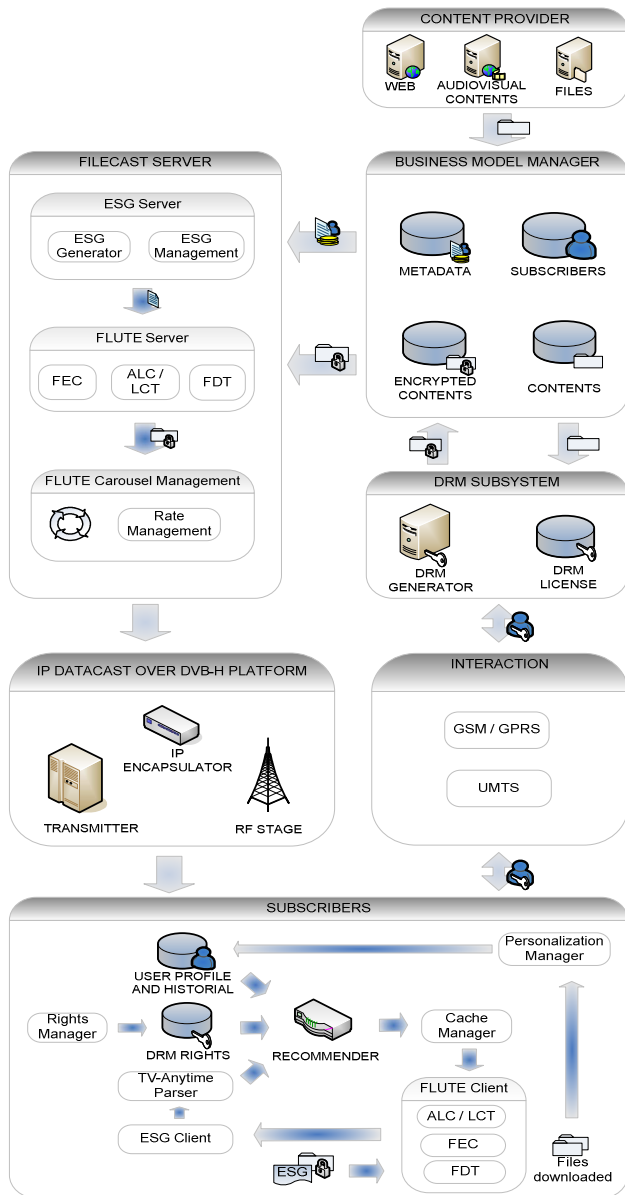 CONTENT PROVIDER
WEB
AUDIOVISUAL
CONTENTS
FILES
FILECAST SERVER
ESG Server
ESG
Generator
ESG
Management
FLUTE Server
FEC
ALC /
LCT
FDT
FLUTE Carousel Management
Rate
Management
BUSINESS MODEL MANAGER
METADATA
SUBSCRIBERS
ENCRYPTED
CONTENTS
CONTENTS
DRM SUBSYSTEM
DRM
GENERATOR
DRM
LICENSE
IP DATACAST OVER DVB-H PLATFORM
IP
ENCAPSULATOR
TRANSMITTER
RF STAGE
INTERACTION
GSM / GPRS
UMTS
SUBSCRIBERS
Personalization
Manager
USER PROFILE
AND HISTORIAL
Rights
Manager
DRM RIGHTS
RECOMMENDER
Cache
Manager
TV-Anytime
Parser
ESG Client
FLUTE Client
ALC / LCT
FEC
FDT
ESG
Files
downloaded